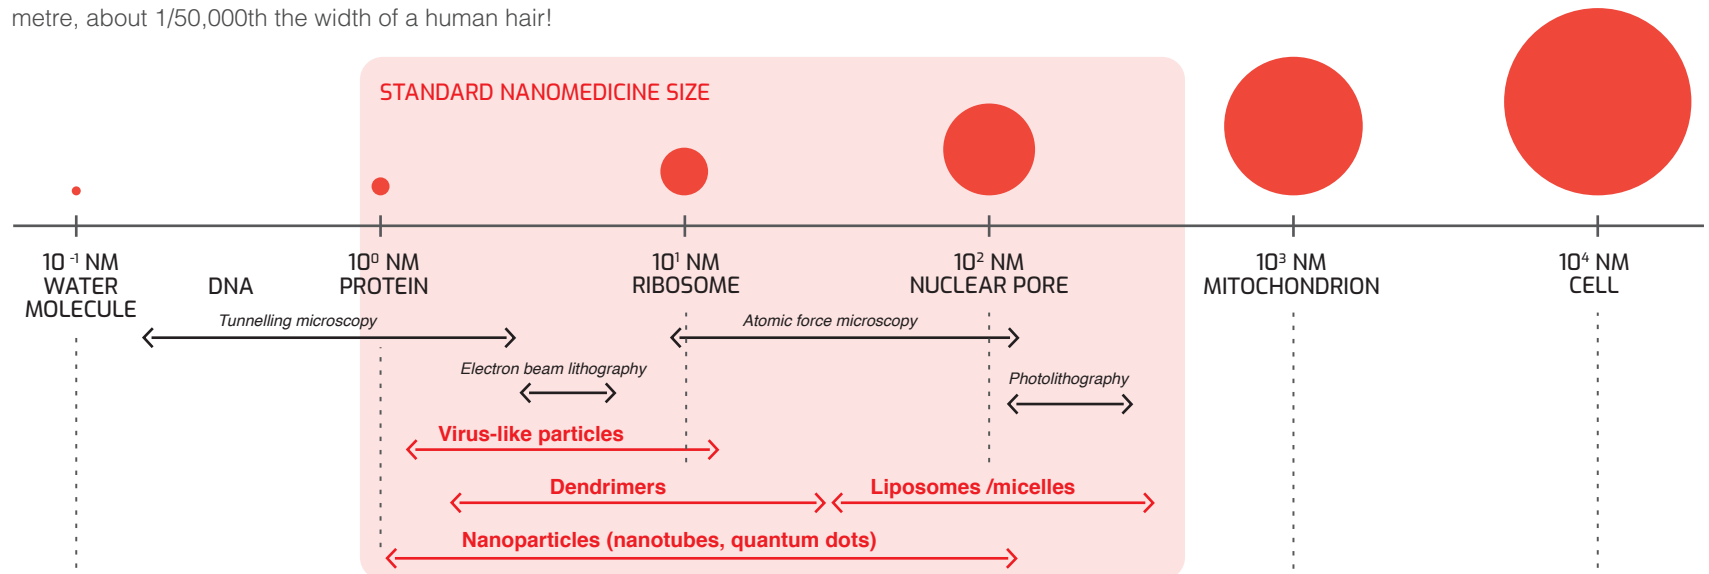 metre, about 1/50,000th the width of a human hair!
STANDARD NANOMEDICINE SIZE
10⁻¹ NM
WATER
MOLECULE
DNA
10⁰ NM
PROTEIN
10¹ NM
RIBOSOME
10² NM
NUCLEAR PORE
10³ NM
MITOCHONDRION
10⁴ NM
CELL
Tunnelling microscopy
Atomic force microscopy
Electron beam lithography
Photolithography
Virus-like particles
Dendrimers
Liposomes /micelles
Nanoparticles (nanotubes, quantum dots)